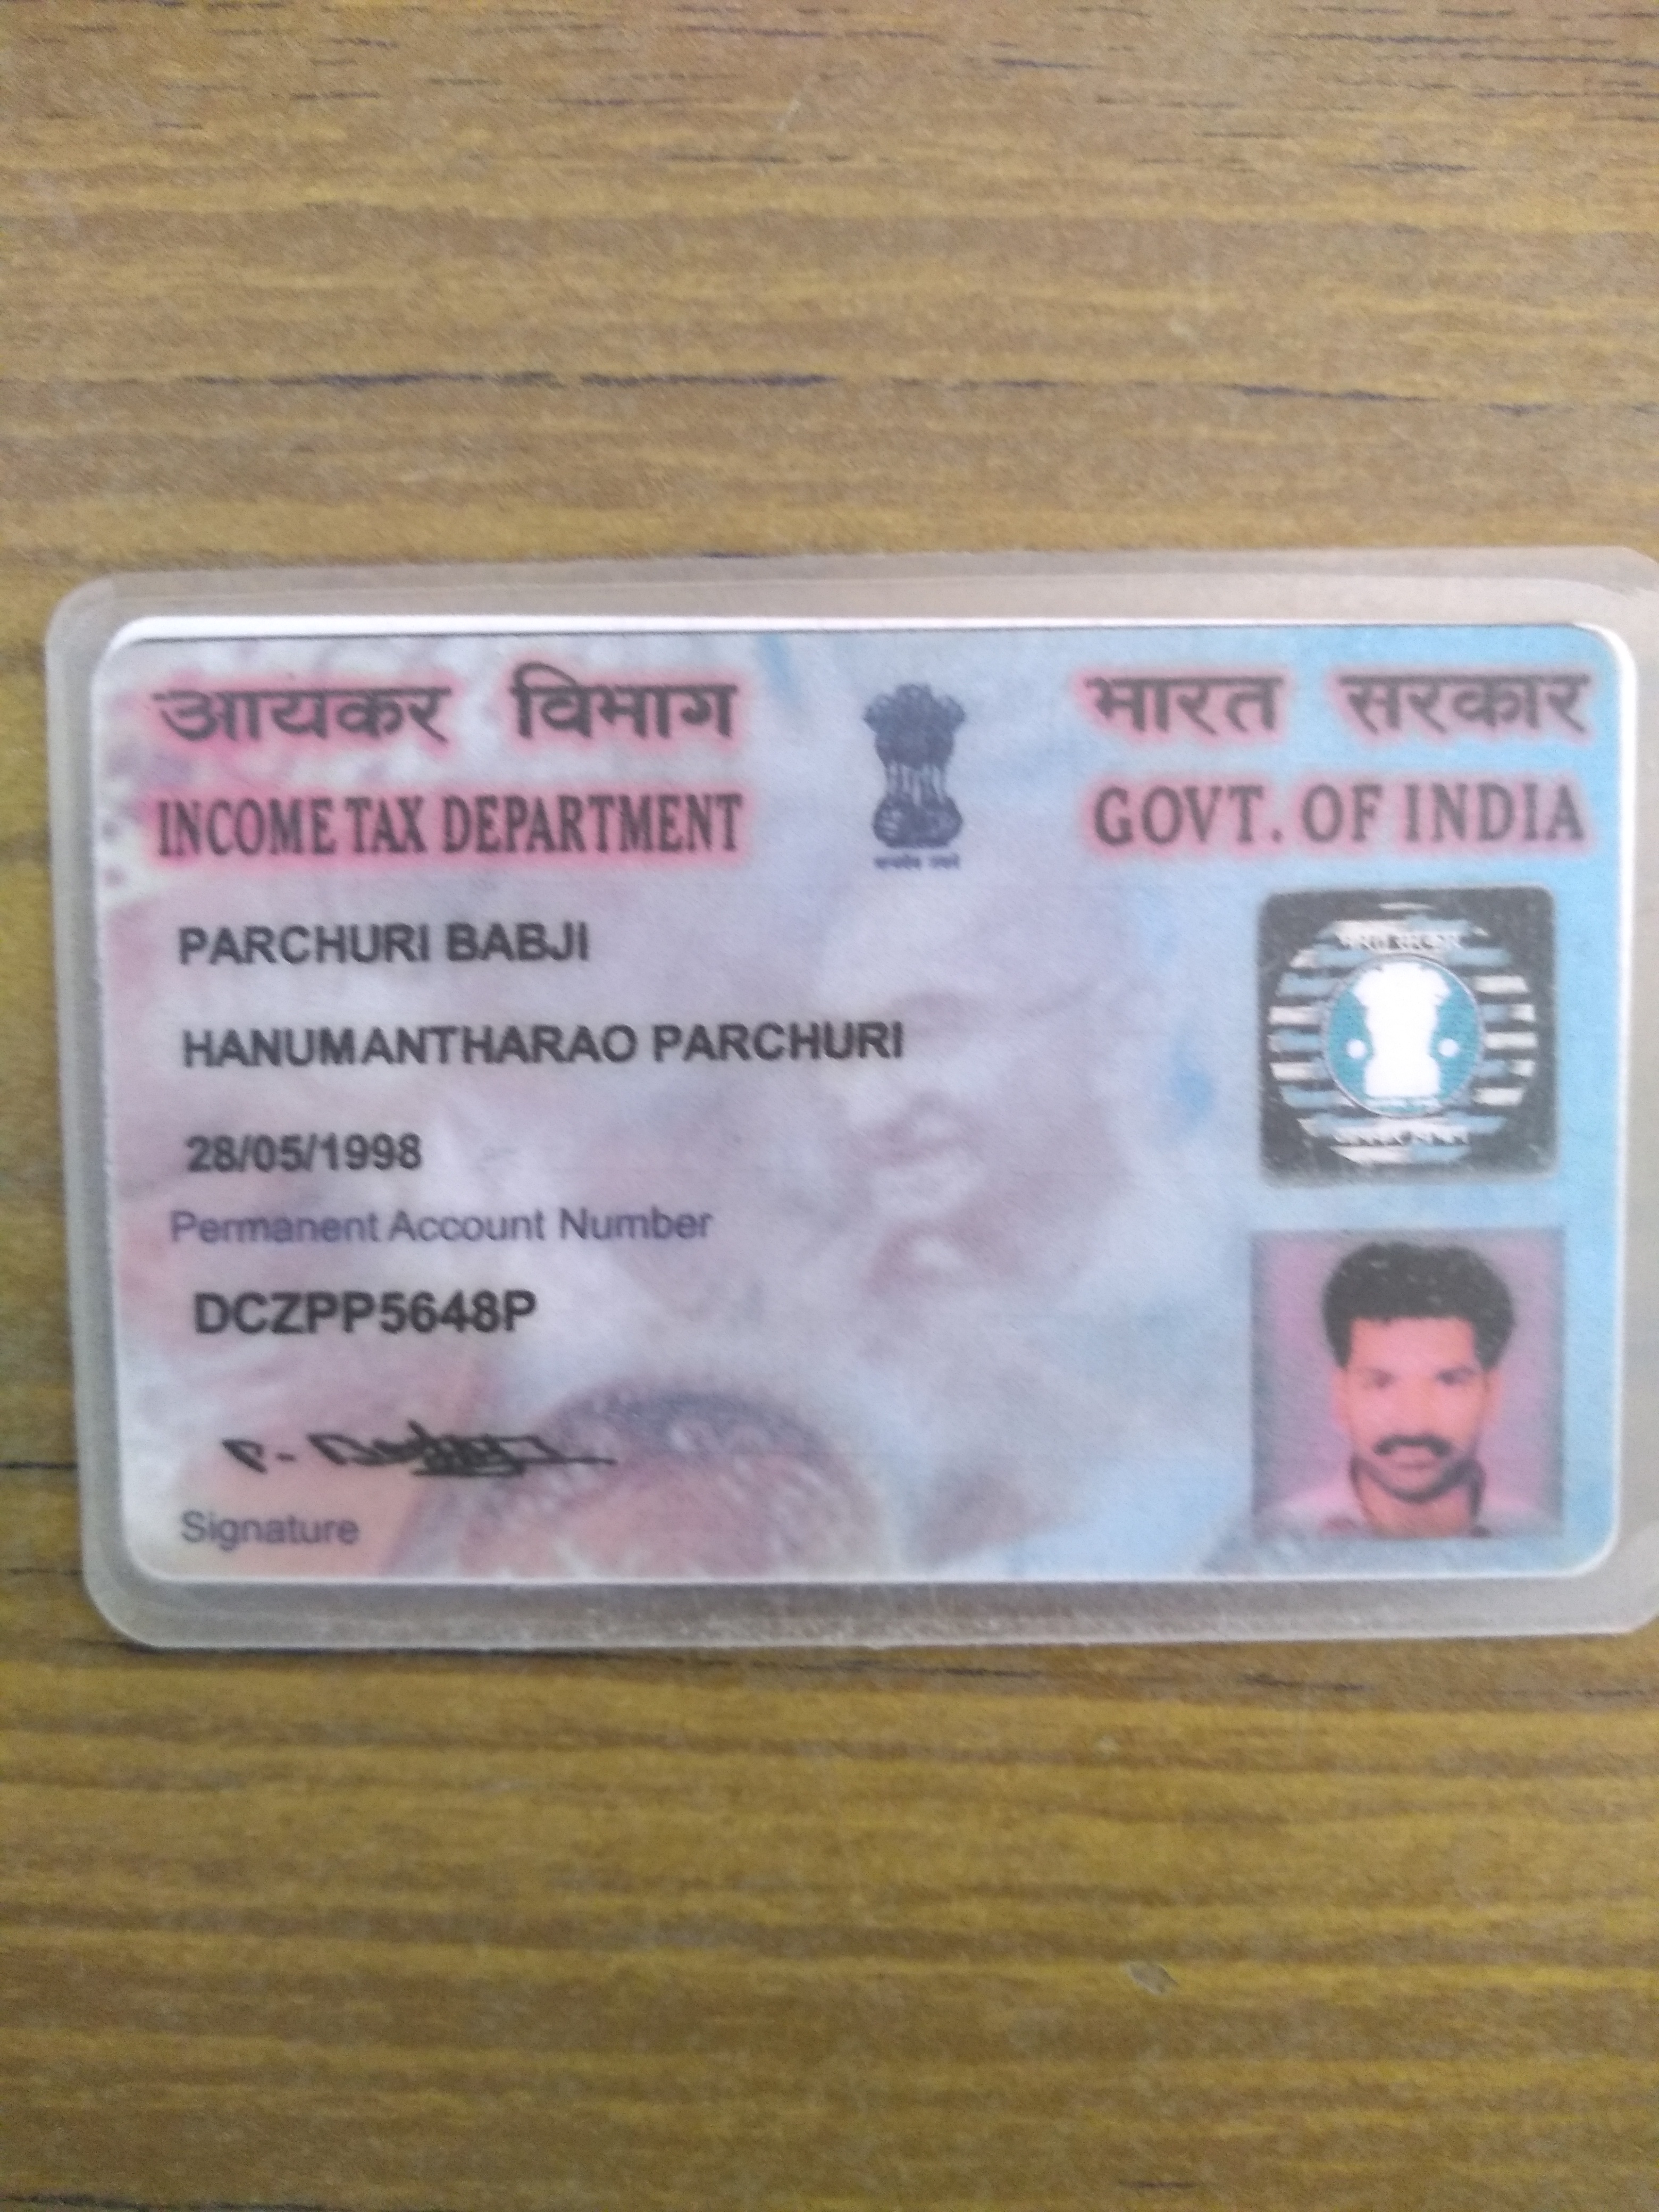 आयकर विभाग
INCOME TAX DEPARTMENT
भारत सरकार
GOVT. OF INDIA
PARCHURI BABJI
HANUMANTHARAO PARCHURI
28/05/1998
Permanent Account Number
DCZPP5648P
Signature